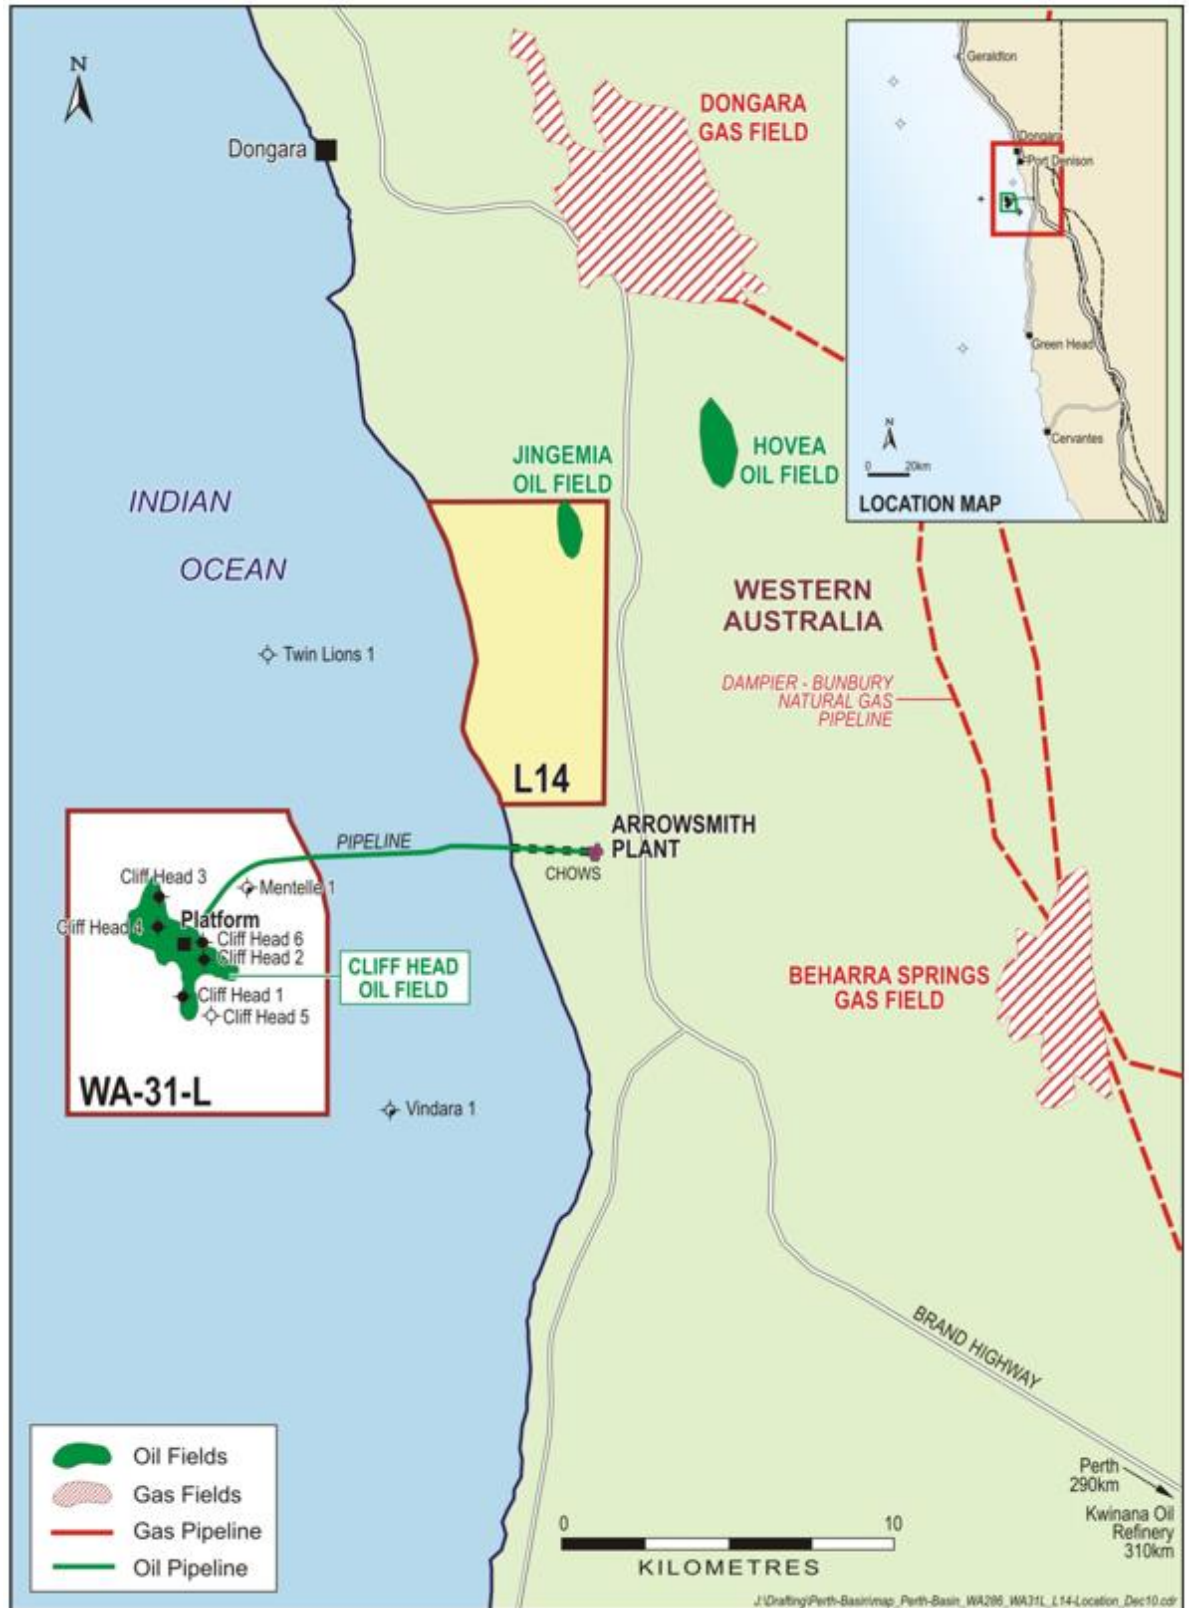 N
Dongara
DONGARA
GAS FIELD
Geraldton
Dongara
Port Denison
Green Head
Cervantes
N
0 20km
LOCATION MAP
JINGEMIA
OIL FIELD
HOVEA
OIL FIELD
INDIAN
OCEAN
WESTERN
AUSTRALIA
Twin Lions 1
DAMPIER - BUNBURY
NATURAL GAS
PIPELINE
L14
PIPELINE
ARROWSMITH
PLANT
CHOWS
Cliff Head 3
Mentelle 1
Cliff Head 4
Platform
Cliff Head 6
Cliff Head 2
CLIFF HEAD
OIL FIELD
Cliff Head 1
Cliff Head 5
BEHARRA SPRINGS
GAS FIELD
WA-31-L
Vindara 1
BRAND HIGHWAY
Perth
290km
Kwinana Oil
Refinery
310km
Oil Fields
Gas Fields
Gas Pipeline
Oil Pipeline
0 10
KILOMETRES
J:\Drafting\Perth-Basin\map_Perth-Basin_WA286_WA31L_L14-Location_Dec10.cdr